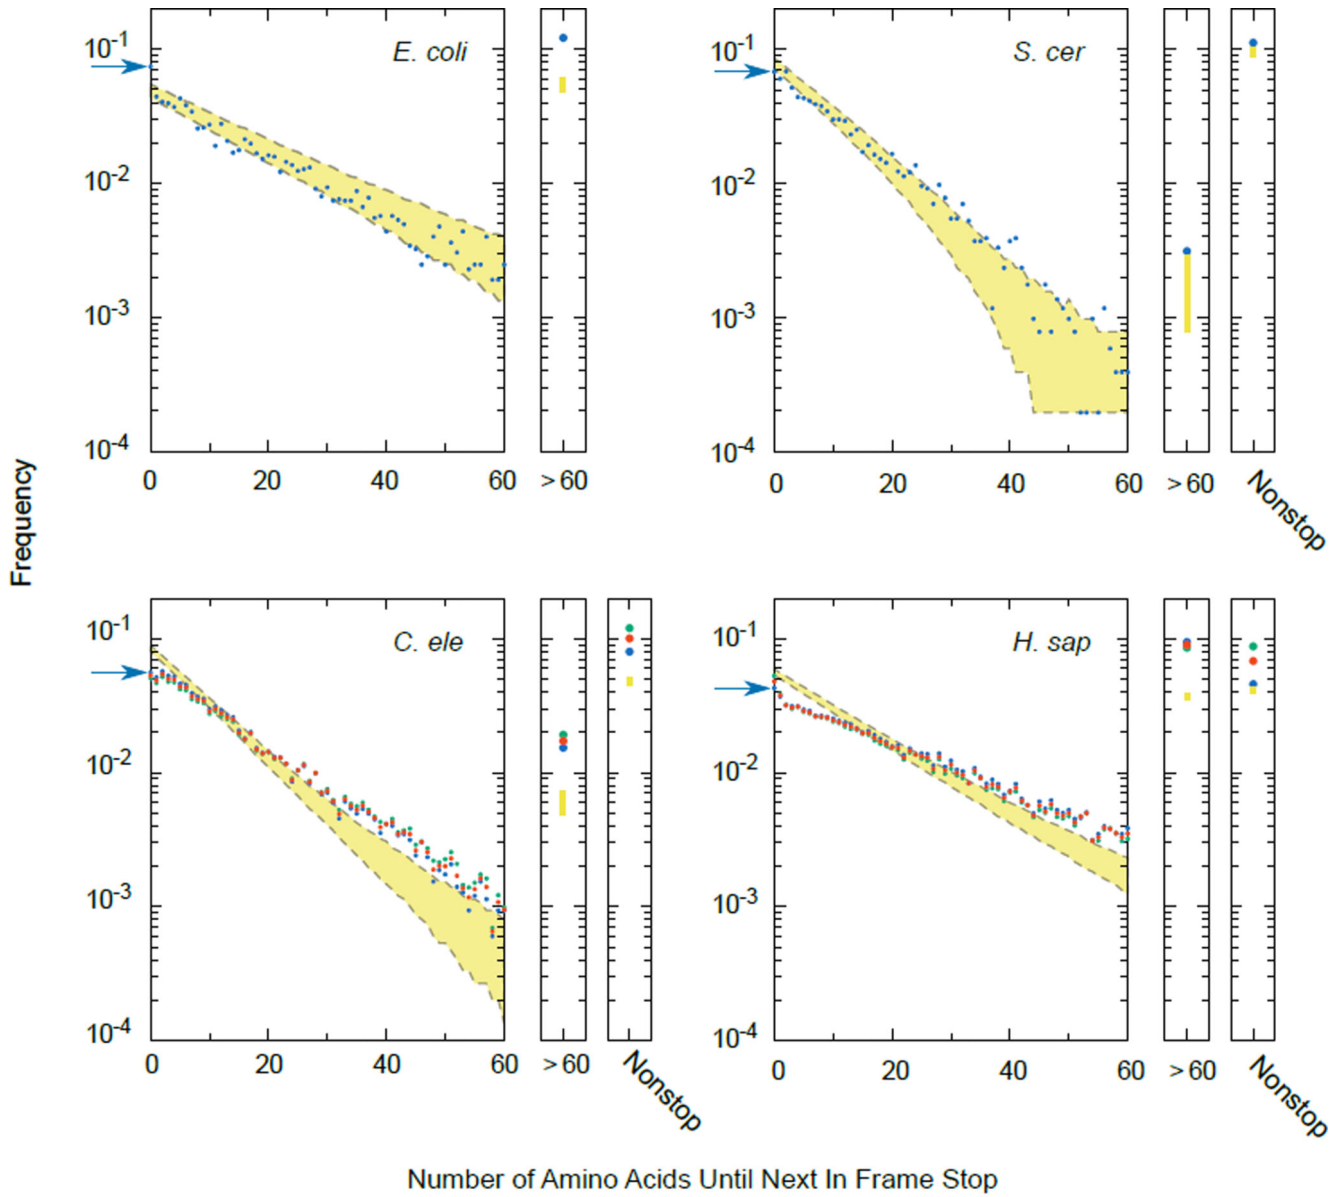 E. coli
10-1
10-2
10-3
10-4
0 20 40 60 >60
S. cer
10-1
10-2
10-3
10-4
0 20 40 60 >60 Nonstop
Frequency
C. ele
10-1
10-2
10-3
10-4
0 20 40 60 >60 Nonstop
H. sap
10-1
10-2
10-3
10-4
0 20 40 60 >60 Nonstop
Number of Amino Acids Until Next In Frame Stop